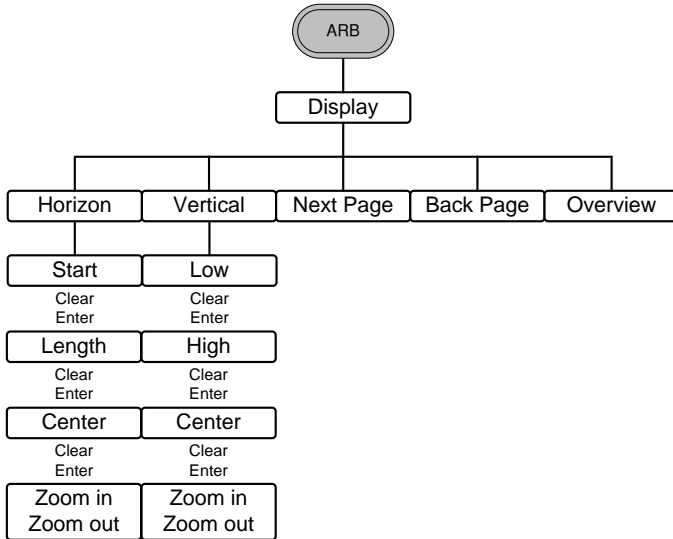 ARB
Display
Horizon
Vertical
Next Page
Back Page
Overview
Start
Low
Clear
Enter
Clear
Enter
Length
High
Clear
Enter
Clear
Enter
Center
Center
Clear
Enter
Clear
Enter
Zoom in
Zoom out
Zoom in
Zoom out